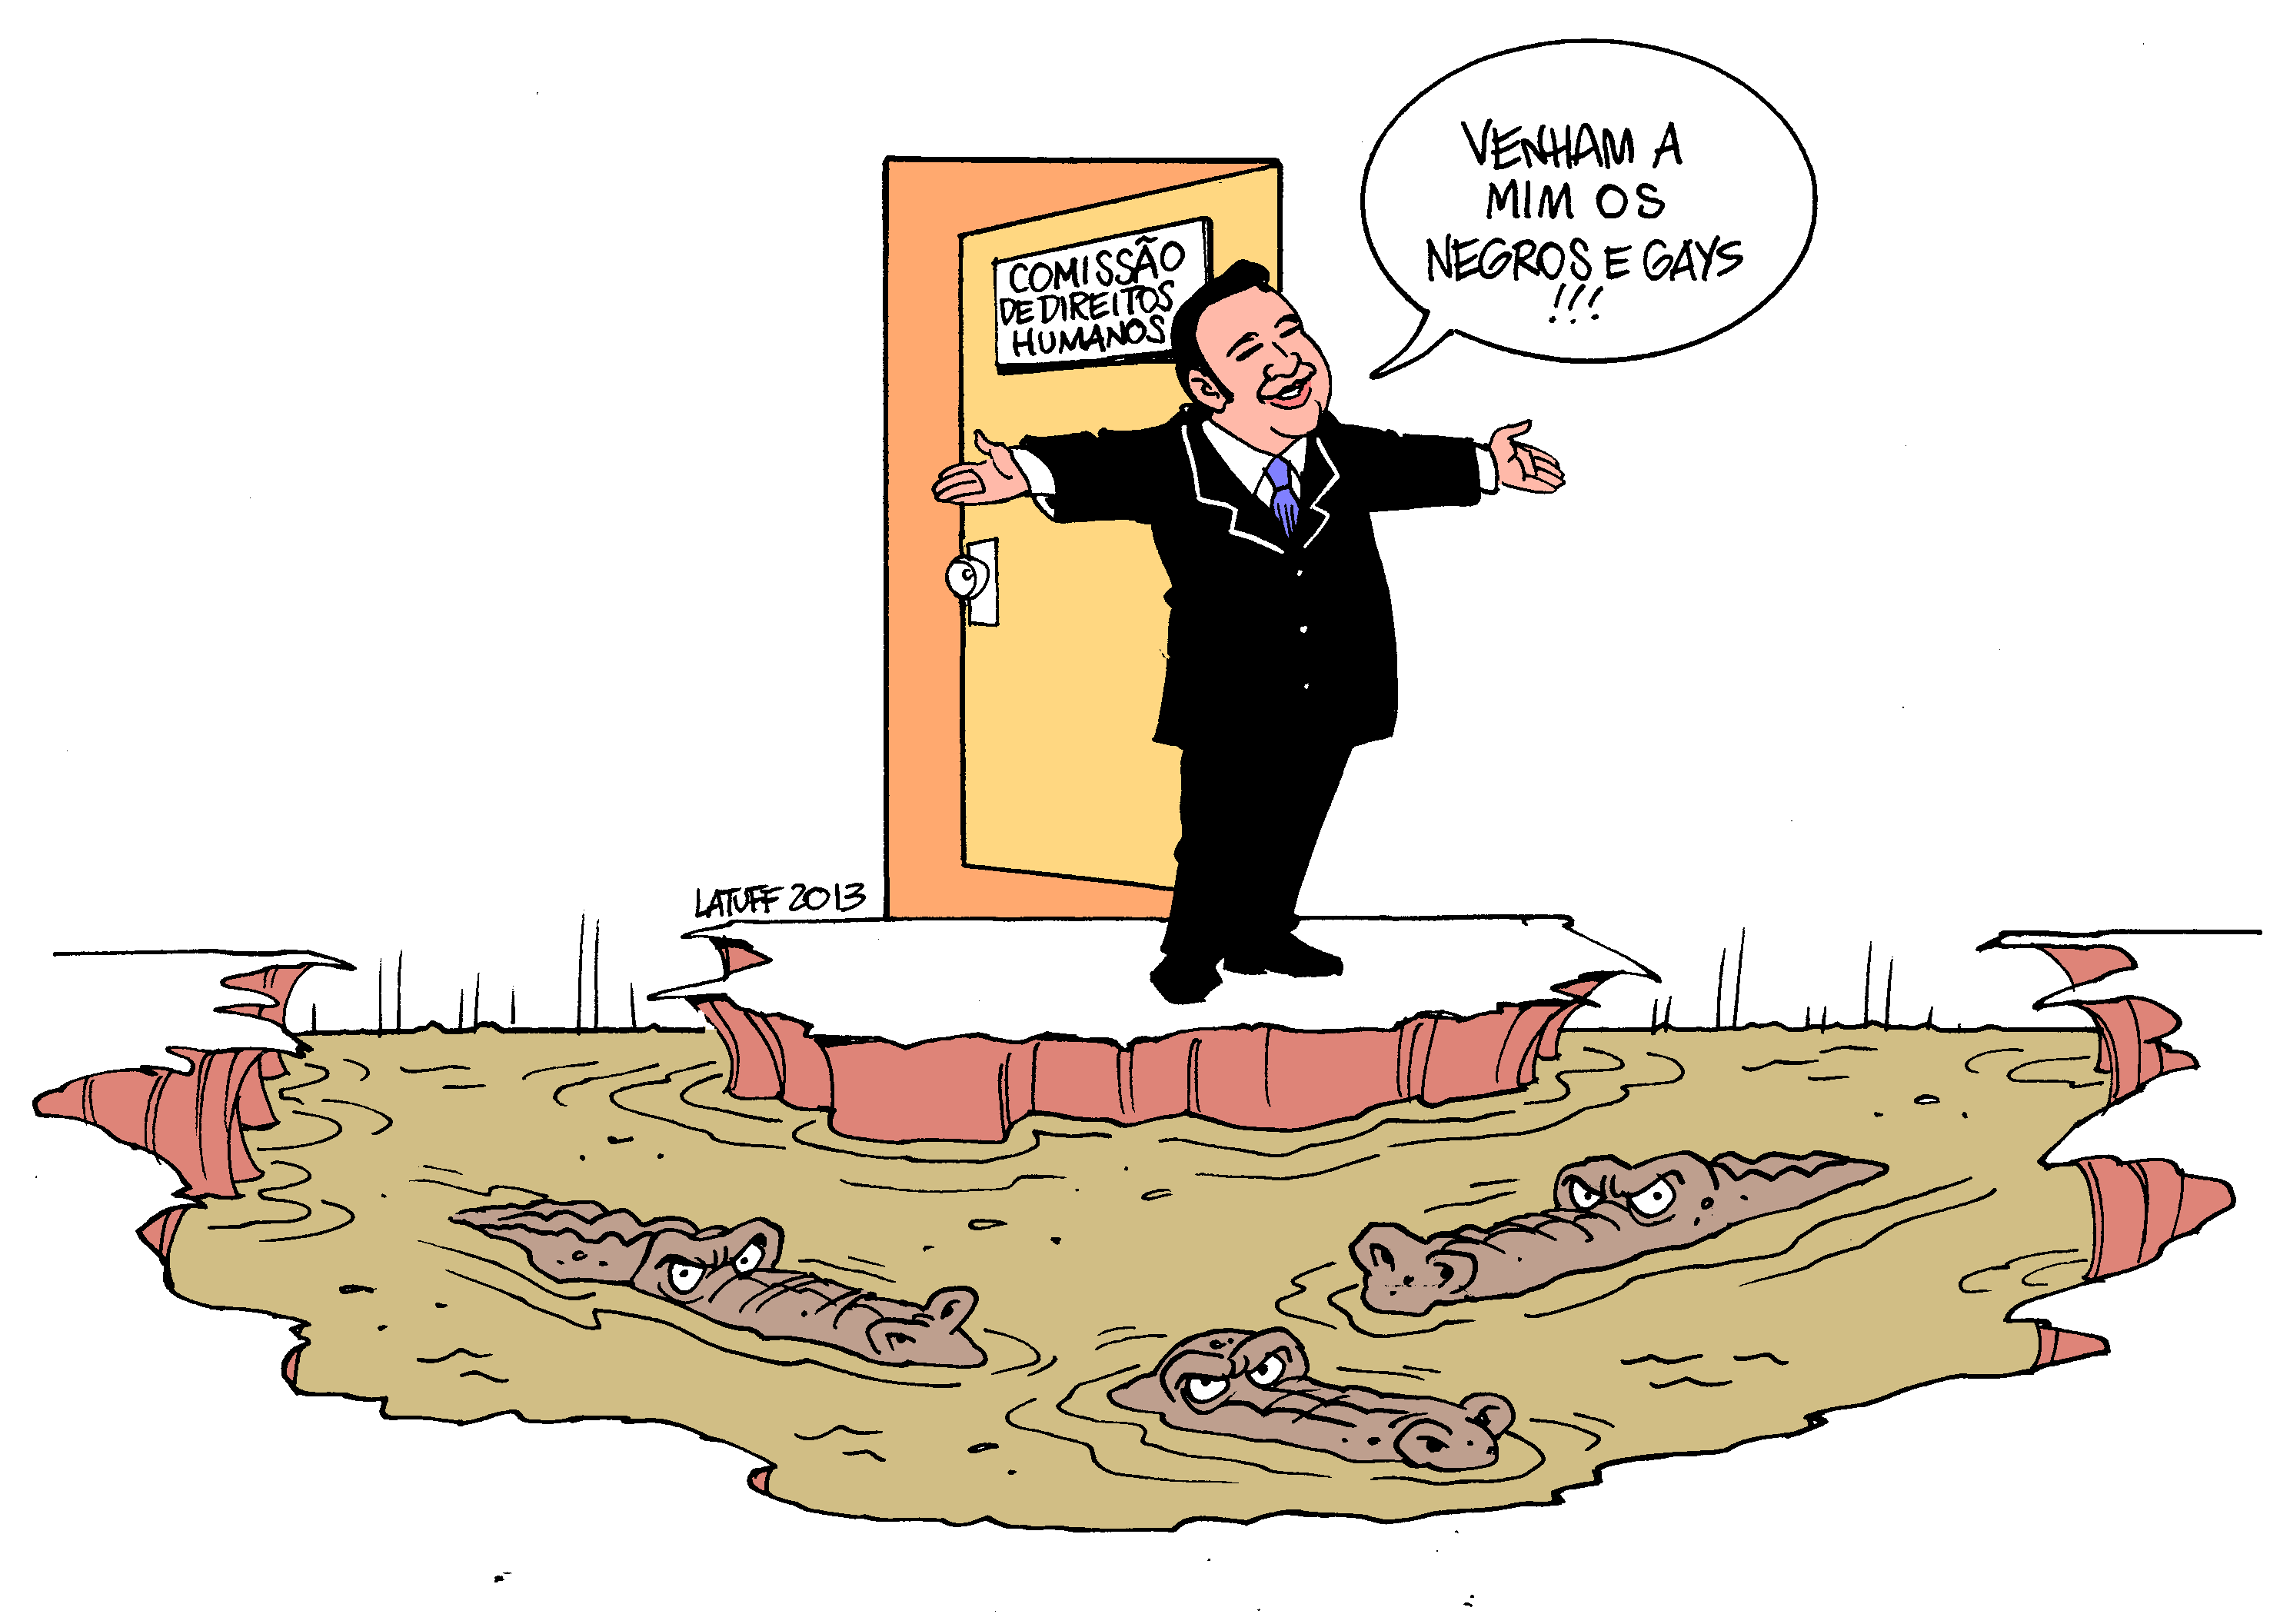 VENHAM A
MIM OS
NEGROS E GAYS
!!!
COMISSÃO
DE DIREITOS
HUMANOS
LATUFF 2013